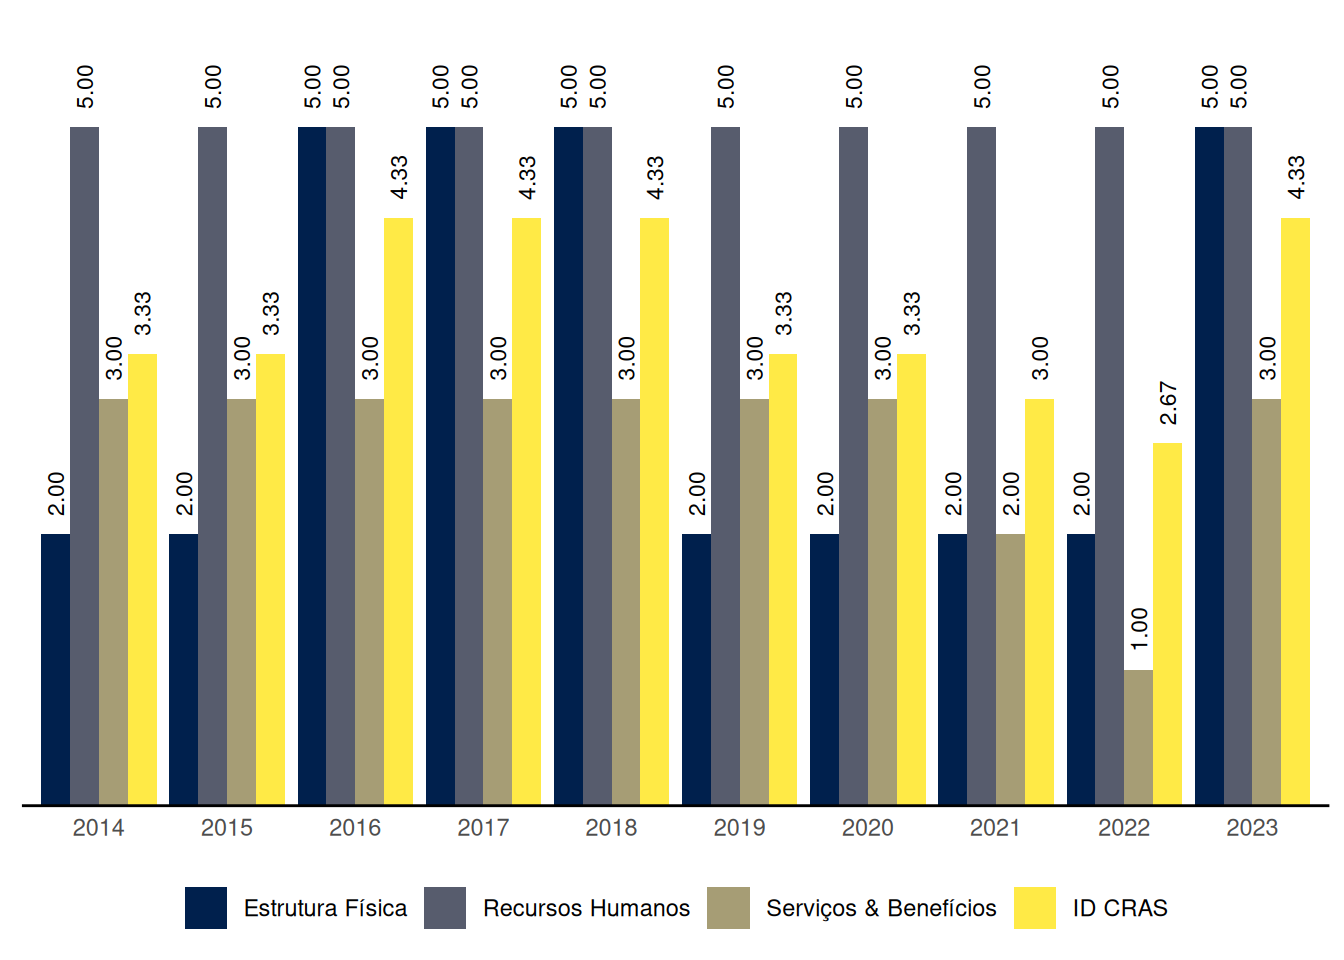 5.00 5.00 5.00 5.00 5.00 5.00 5.00 5.00 5.00 5.00 5.00 5.00 5.00 5.00
4.33 4.33 4.33 4.33
3.33 3.33 3.33 3.33
3.00 3.00 3.00 3.00 3.00 3.00 3.00 3.00 3.00
2.67
2.00 2.00 2.00 2.00 2.00 2.00 2.00
1.00
2014 2015 2016 2017 2018 2019 2020 2021 2022 2023
Estrutura Física Recursos Humanos Serviços & Benefícios ID CRAS